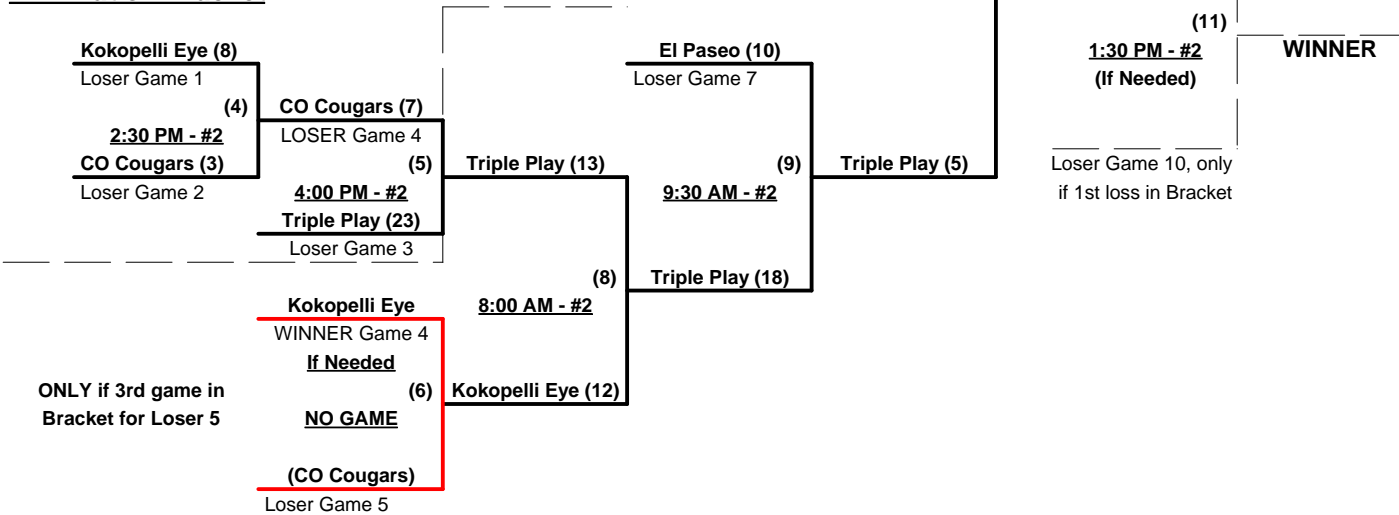 (11)
Kokopelli Eye (8)
El Paseo (10)
1:30 PM - #2
WINNER
Loser Game 1
Loser Game 7
(If Needed)
(4)
CO Cougars (7)
2:30 PM - #2
LOSER Game 4
CO Cougars (3)
(5)
Triple Play (13)
(9)
Triple Play (5)
Loser Game 10, only
Loser Game 2
4:00 PM - #2
9:30 AM - #2
if 1st loss in Bracket
Triple Play (23)
Loser Game 3
(8)
Triple Play (18)
Kokopelli Eye
8:00 AM - #2
WINNER Game 4
If Needed
ONLY if 3rd game in
(6)
Kokopelli Eye (12)
Bracket for Loser 5
NO GAME
(CO Cougars)
Loser Game 5